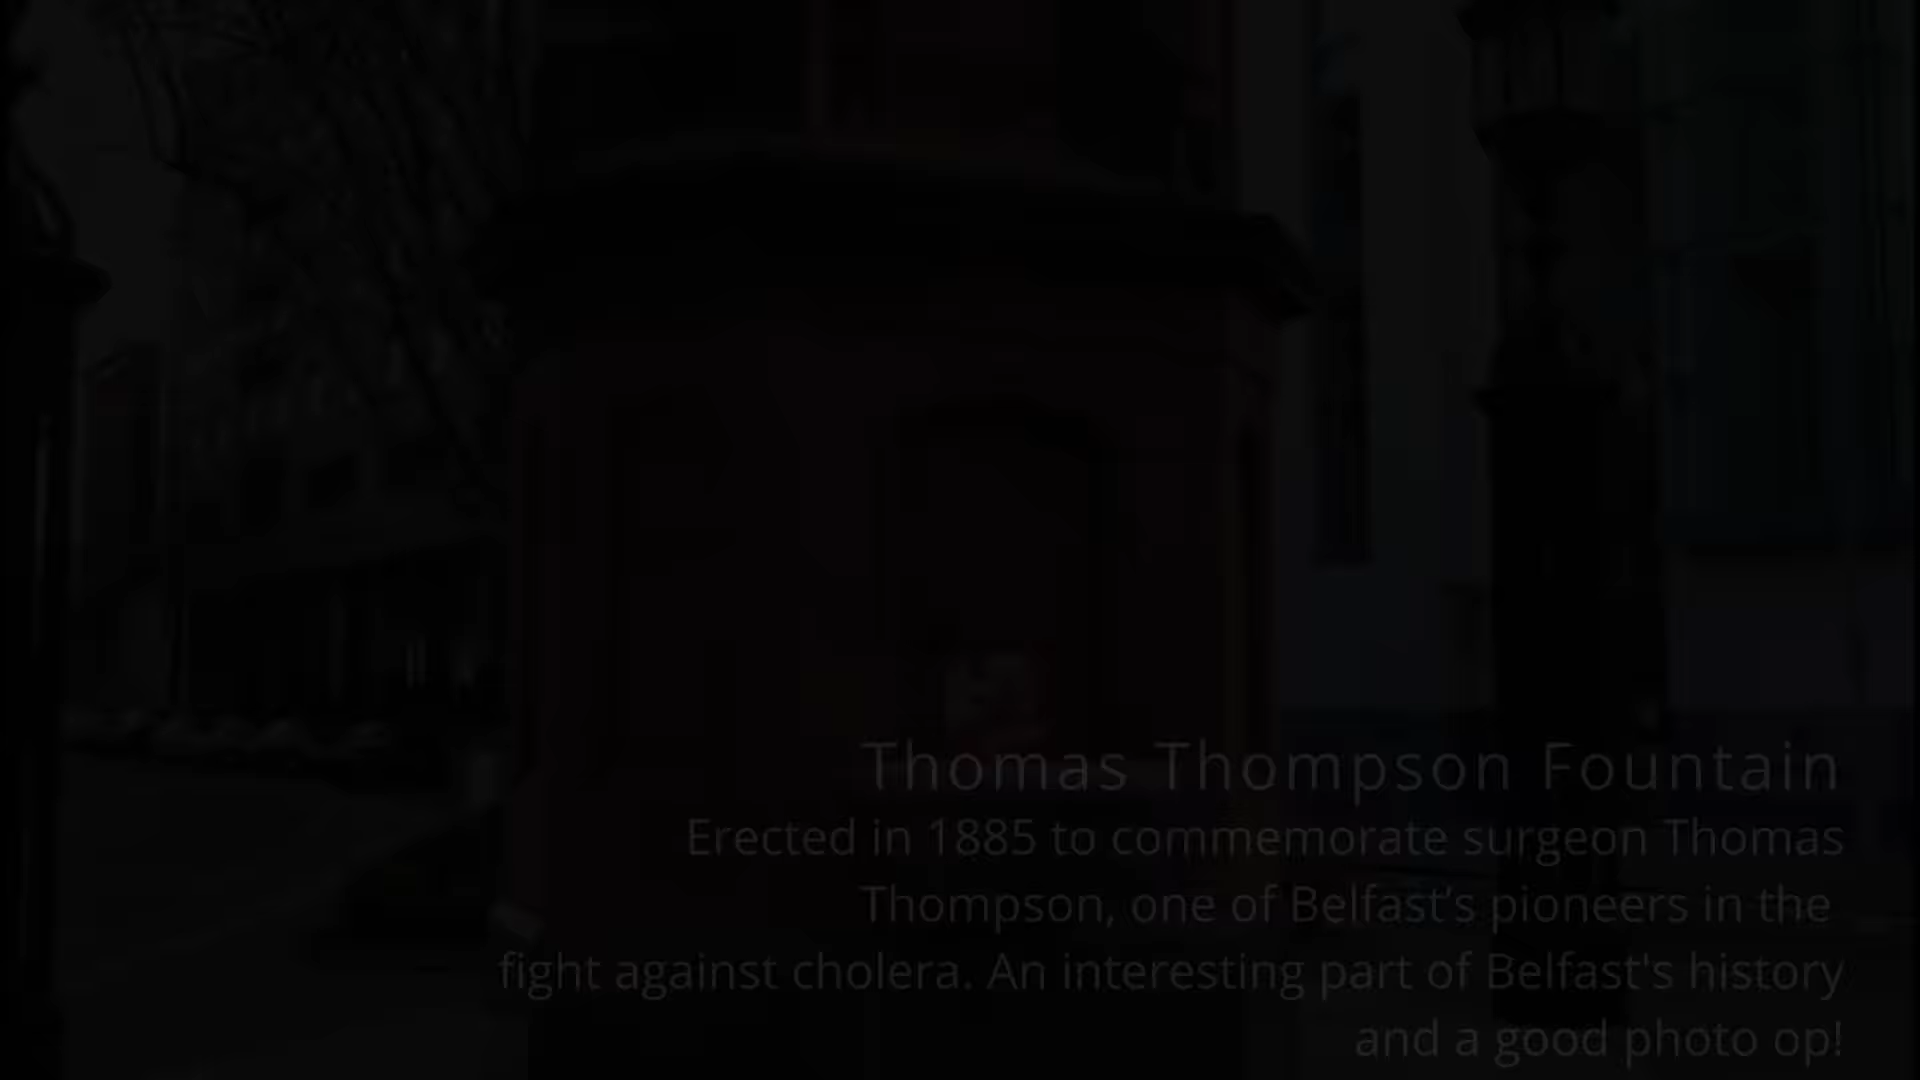 Thomas Thompson Fountain
Erected in 1885 to commemorate surgeon Thomas
Thompson, one of Belfast's pioneers in the
fight against cholera. An interesting part of Belfast's history
and a good photo op!